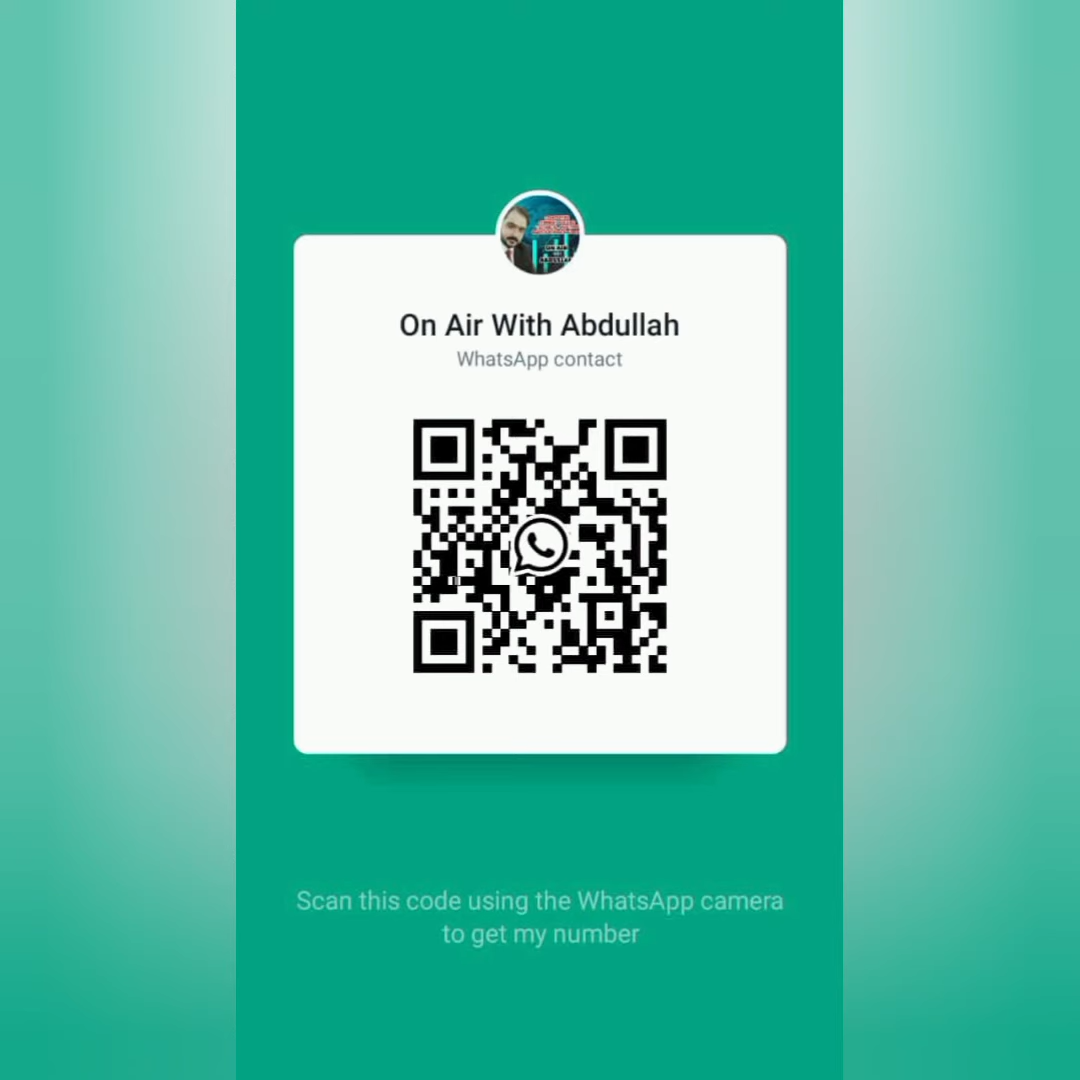 On Air With Abdullah
WhatsApp contact
Scan this code using the WhatsApp camera
to get my number